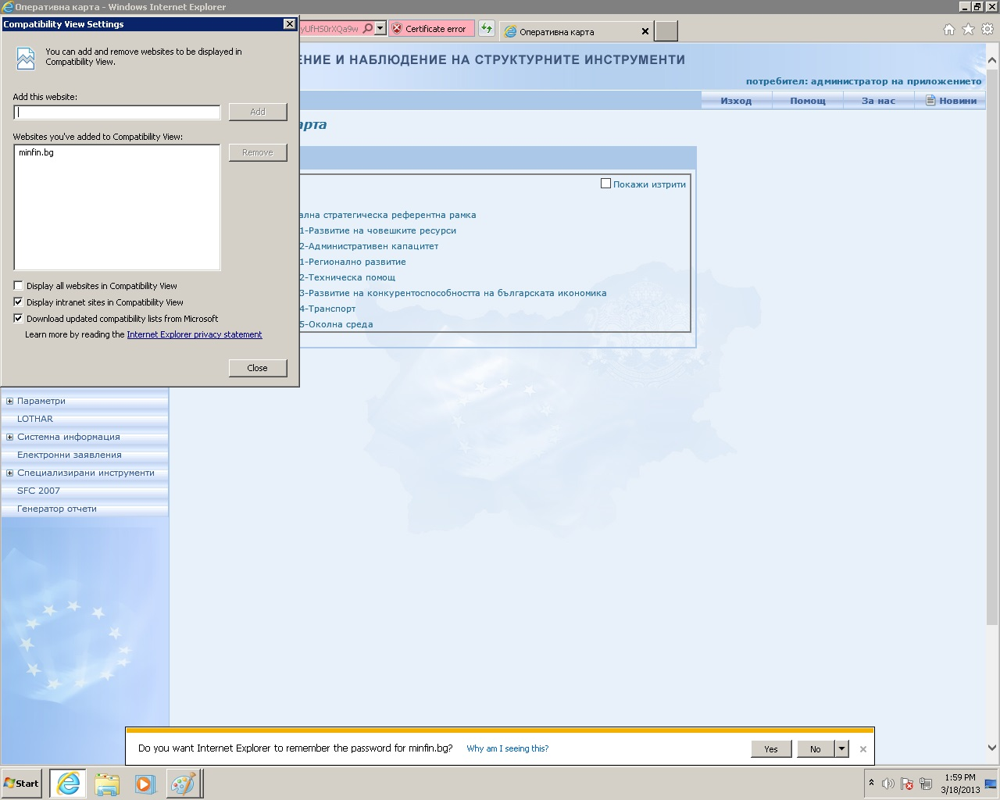 Оперативна карта - Windows Internet Explorer
Compatibility View Settings
You can add and remove websites to be displayed in
Compatibility View.
Add this website:
Add
Websites you've added to Compatibility View:
minfin.bg
Remove
Display all websites in Compatibility View
Display intranet sites in Compatibility View
Download updated compatibility lists from Microsoft
Learn more by reading the Internet Explorer privacy statement
Close
yUfH50rXQa9w
Certificate error
Оперативна карта
ЕНИЕ И НАБЛЮДЕНИЕ НА СТРУКТУРНИТЕ ИНСТРУМЕНТИ
потребител: администратор на приложението
Изход
Помощ
За нас
Новини
арта
Покажи изтрити
ална стратегическа референтна рамка
1-Развитие на човешките ресурси
2-Административен капацитет
1-Регионално развитие
2-Техническа помощ
3-Развитие на конкурентоспособността на българската икономика
4-Транспорт
5-Околна среда
Параметри
LOTHAR
Системна информация
Електронни заявления
Специализирани инструменти
SFC 2007
Генератор отчети
Do you want Internet Explorer to remember the password for minfin.bg?
Why am I seeing this?
Yes
No
Start
1:59 PM
3/18/2013